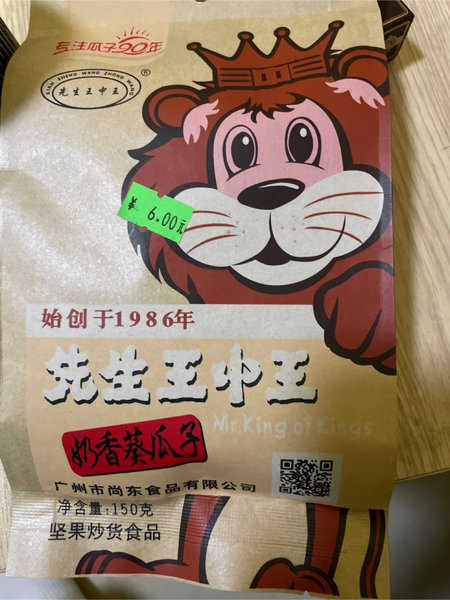 专注瓜子30年
XIAN SHENG WANG ZHONG WANG
先生王中王
®
¥ 6.00元
始创于1986年
先生王中王
Mr.King of Kings
奶香葵瓜子
广州市尚东食品有限公司
净含量:150克
坚果炒货食品